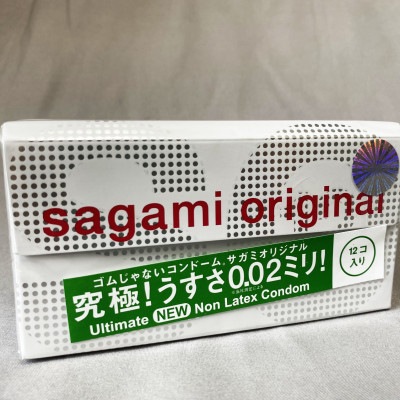 sagami original
ゴムじゃないコンドーム。サガミオリジナル
究極!うすさ0.02ミリ!
Ultimate NEW Non Latex Condom
12コ
入り